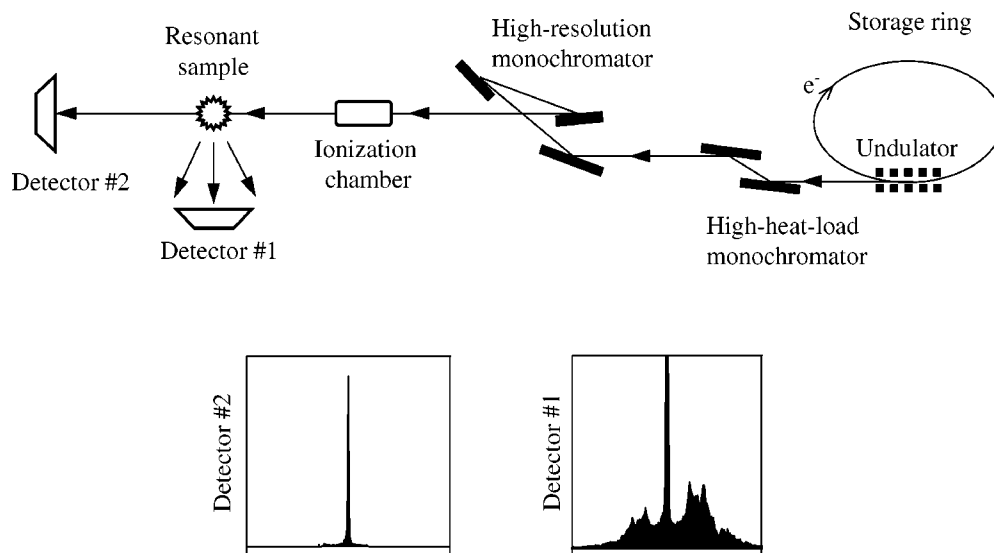 High-resolution
monochromator
Storage ring
Resonant
sample
e-
Undulator
Ionization
chamber
Detector #2
Detector #1
High-heat-load
monochromator
Detector #2
Detector #1